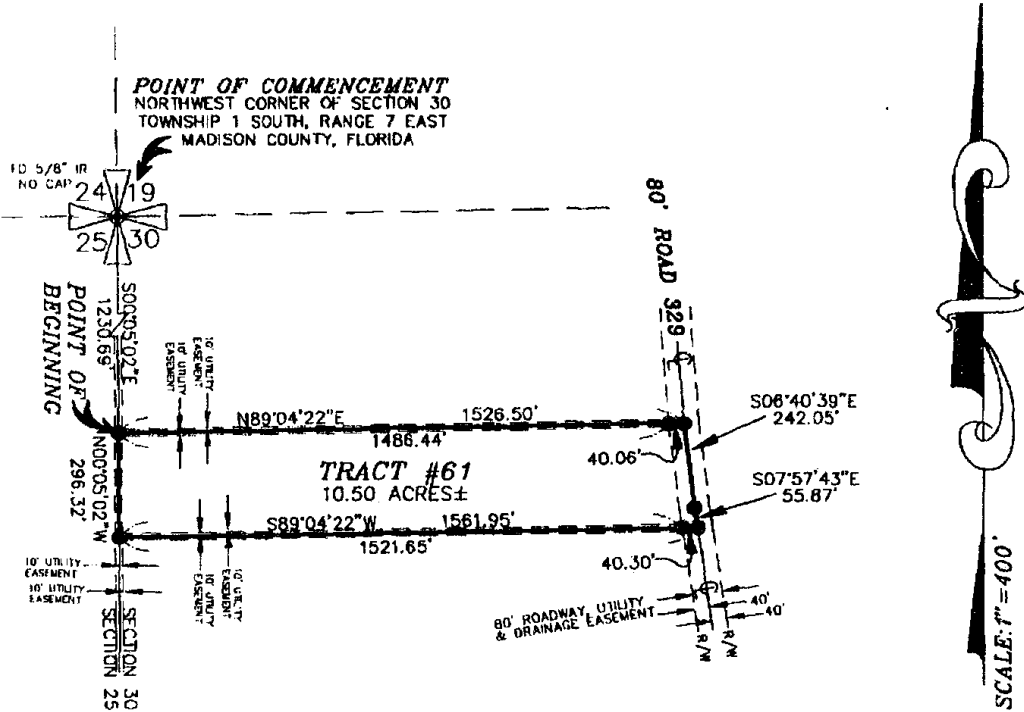 POINT OF COMMENCEMENT
NORTHWEST CORNER OF SECTION 30
TOWNSHIP 1 SOUTH, RANGE 7 EAST
MADISON COUNTY, FLORIDA
FD 5/8" IR
NO CAP
24 19
25 30
80' ROAD 329
S00°05'02"E
1230.69'
POINT OF
BEGINNING
10' UTILITY
EASEMENT
10' UTILITY
EASEMENT
N89°04'22"E 1526.50'
1486.44'
S06°40'39"E
242.05'
40.06'
TRACT #61
10.50 ACRES±
S07°57'43"E
55.87'
N00°05'02"W
296.32'
S89°04'22"W 1561.95'
1521.65'
40.30'
10' UTILITY
EASEMENT
10' UTILITY
EASEMENT
10' UTILITY
EASEMENT
10' UTILITY
EASEMENT
80' ROADWAY, UTILITY
& DRAINAGE EASEMENT
40'
40'
R/W
R/W
SECTION 30
SECTION 25
SCALE: 1"=400'